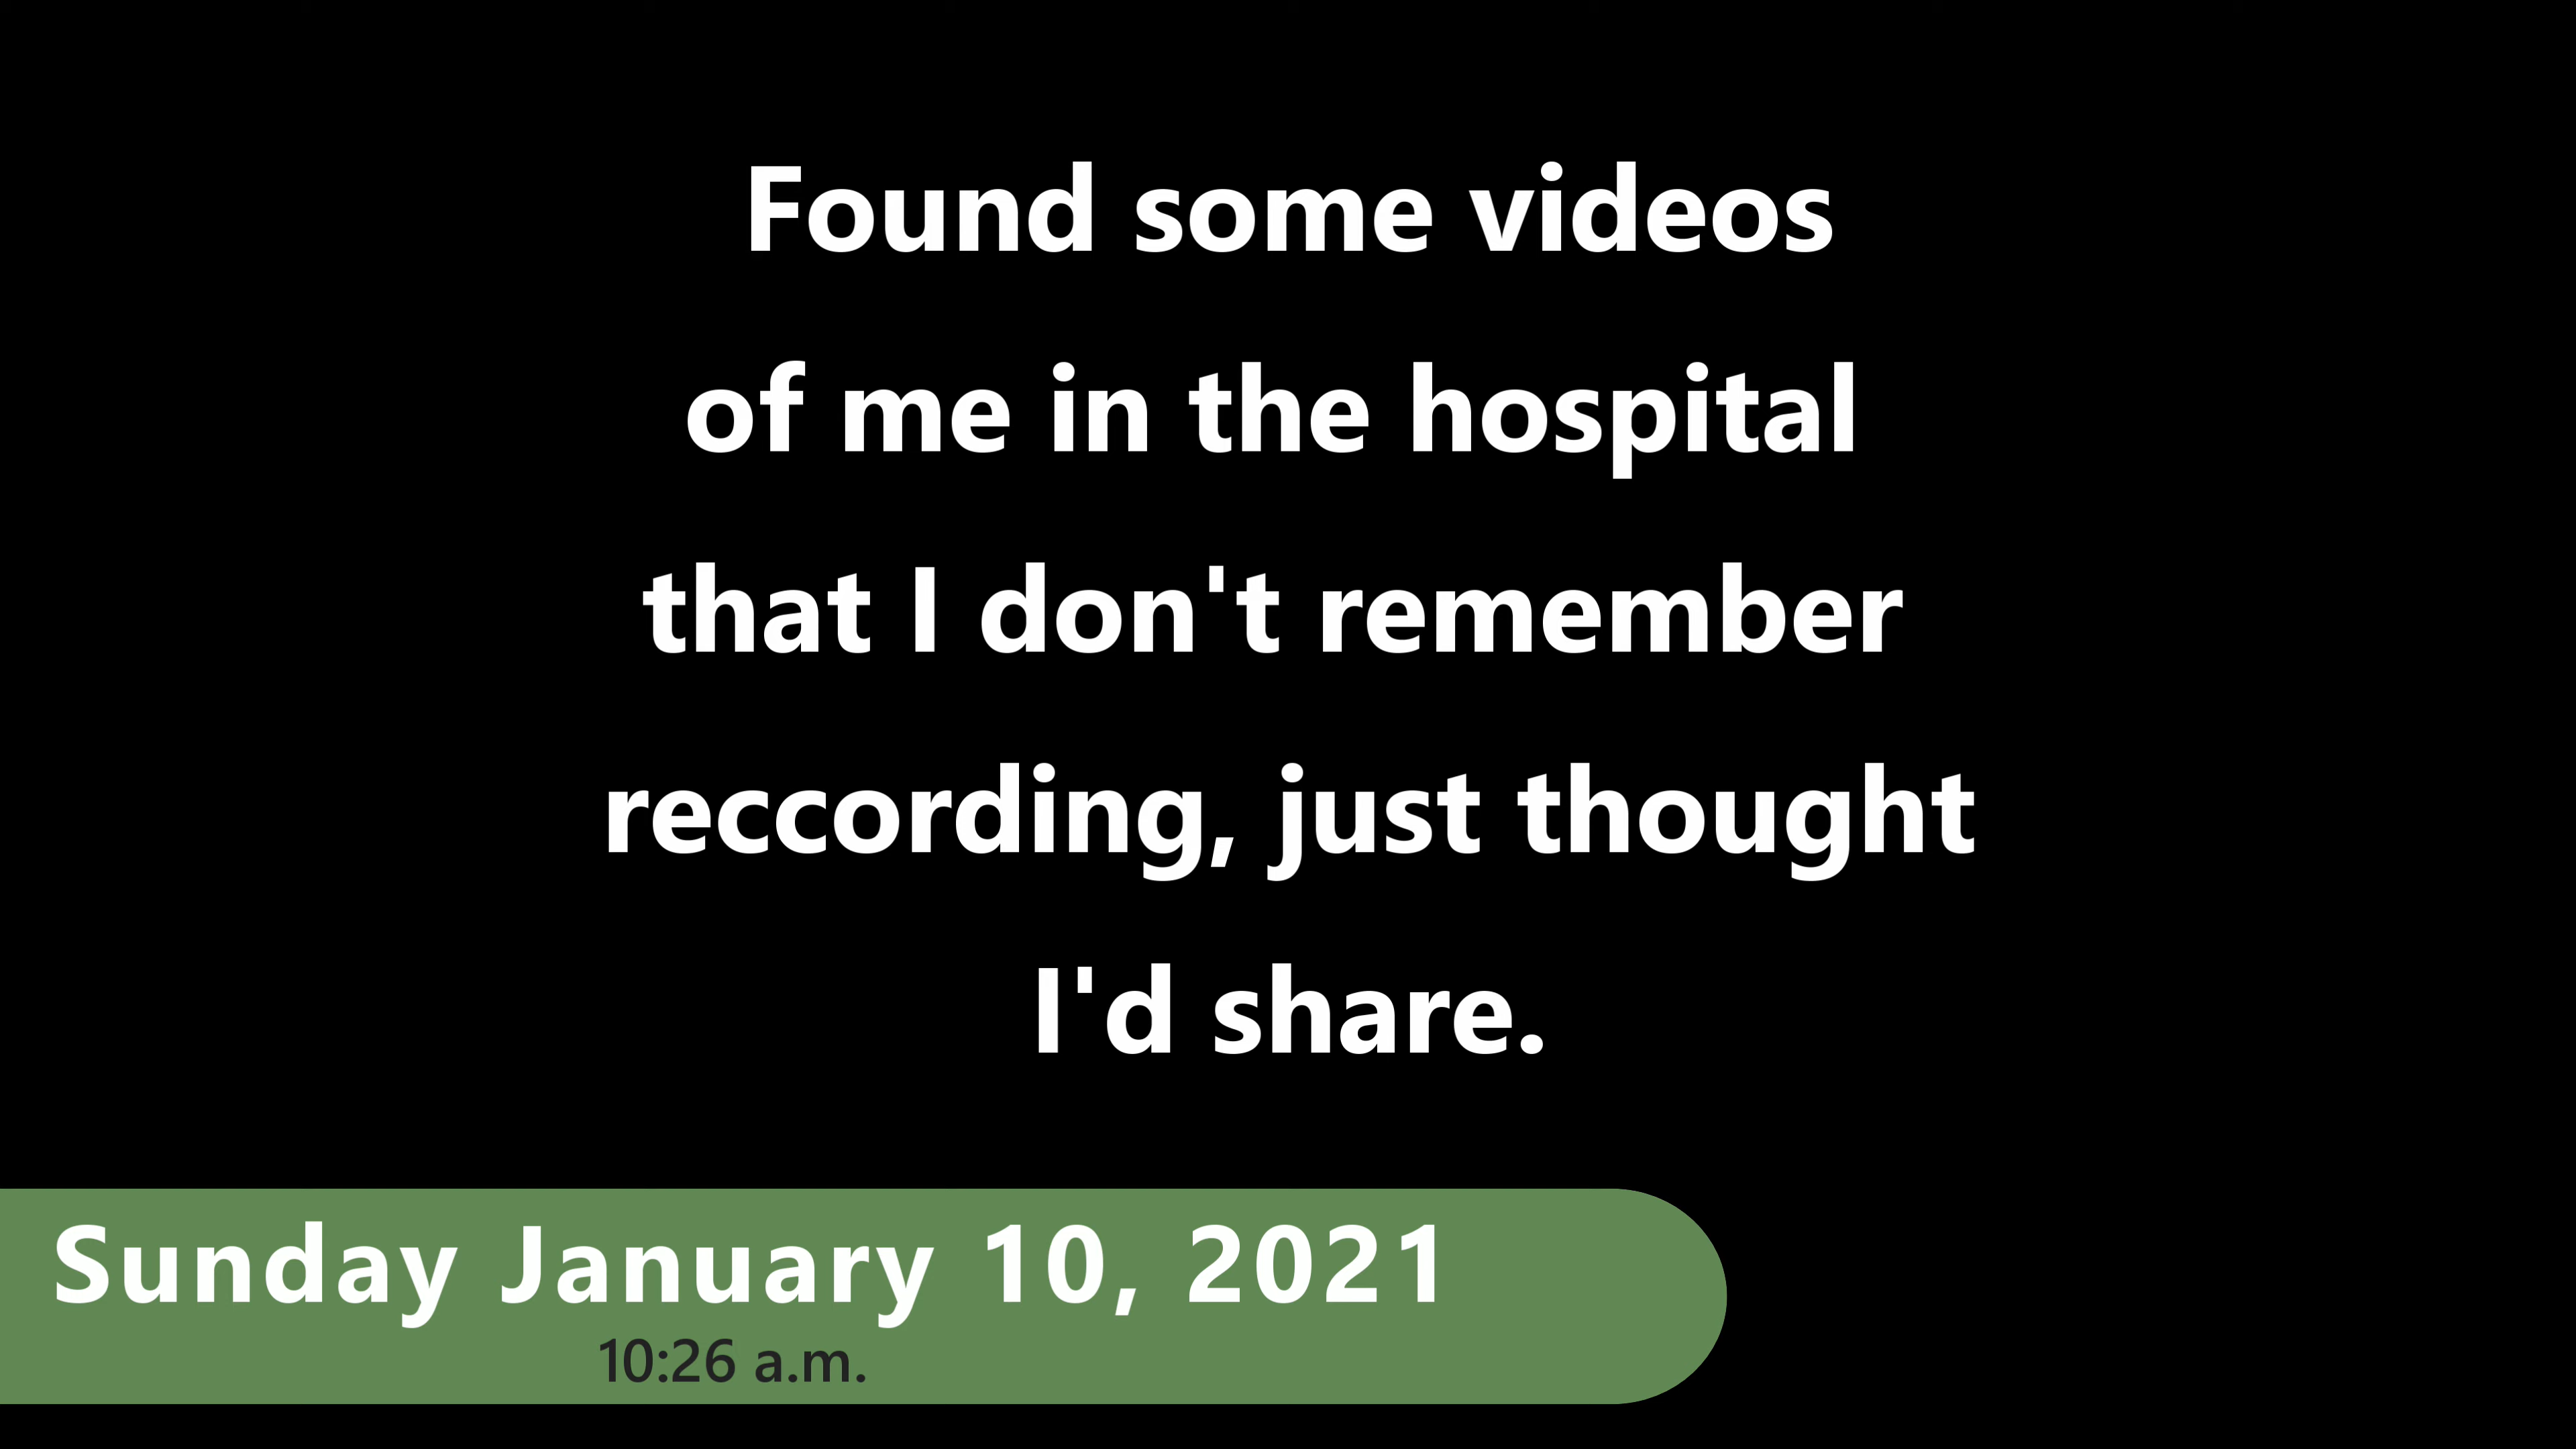 Found some videos
of me in the hospital
that I don't remember
reccording, just thought
I'd share.
Sunday January 10, 2021
10:26 a.m.